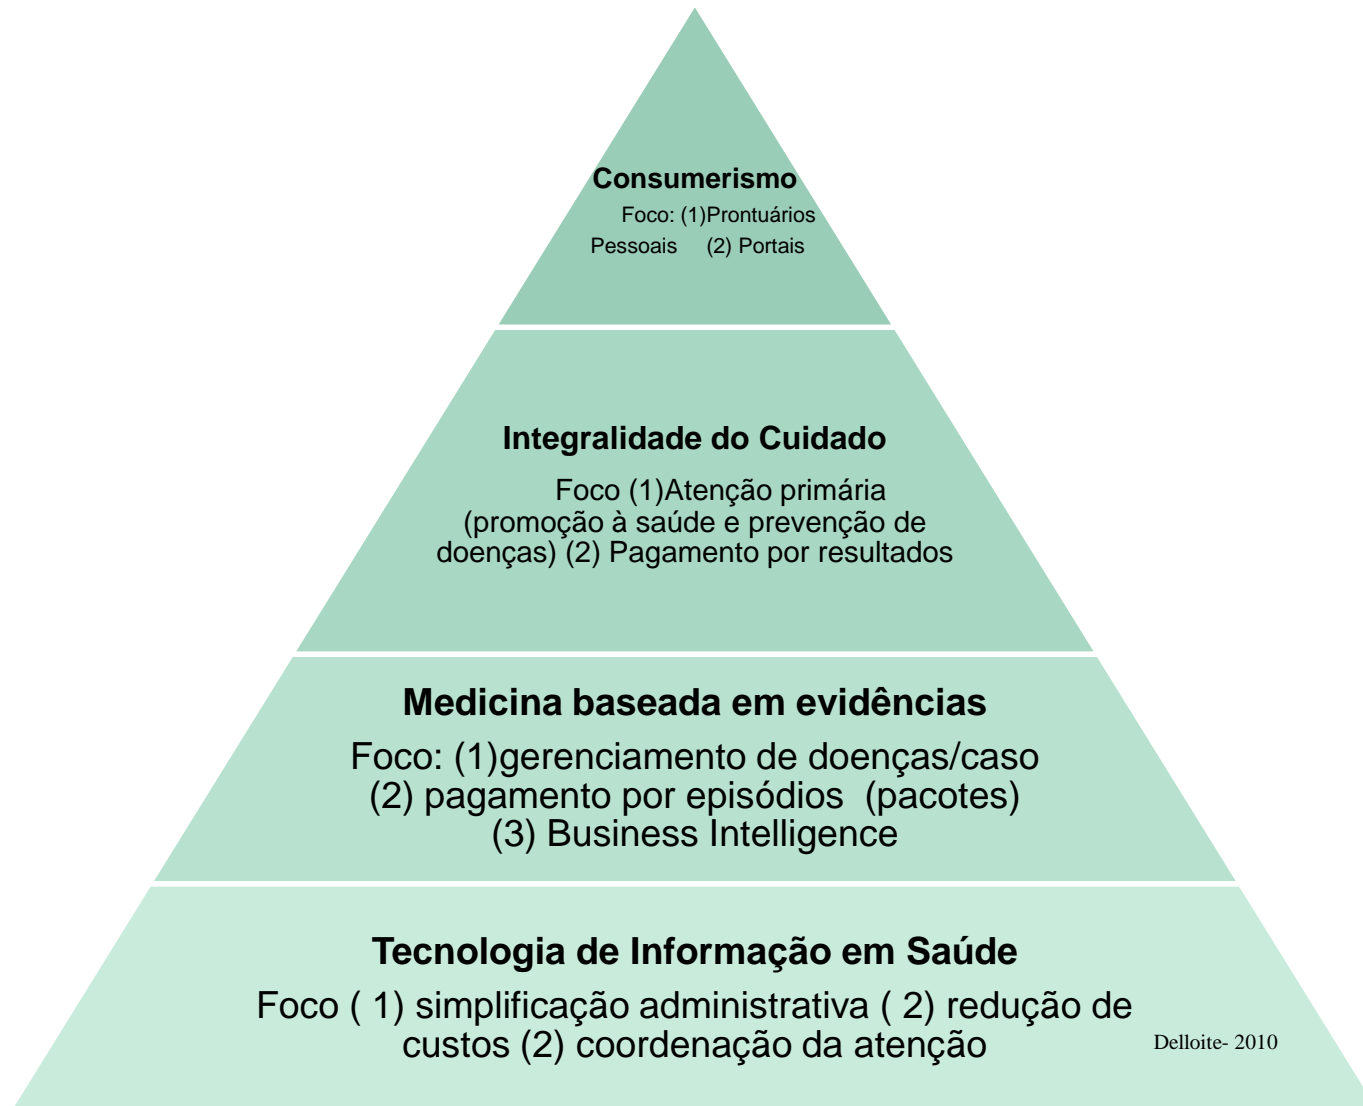 Consumerismo
Foco: (1)Prontuários
Pessoais (2) Portais
Integralidade do Cuidado
Foco (1)Atenção primária
(promoção à saúde e prevenção de
doenças) (2) Pagamento por resultados
Medicina baseada em evidências
Foco: (1)gerenciamento de doenças/caso
(2) pagamento por episódios (pacotes)
(3) Business Intelligence
Tecnologia de Informação em Saúde
Foco ( 1) simplificação administrativa ( 2) redução de
custos (2) coordenação da atenção
Delloite- 2010